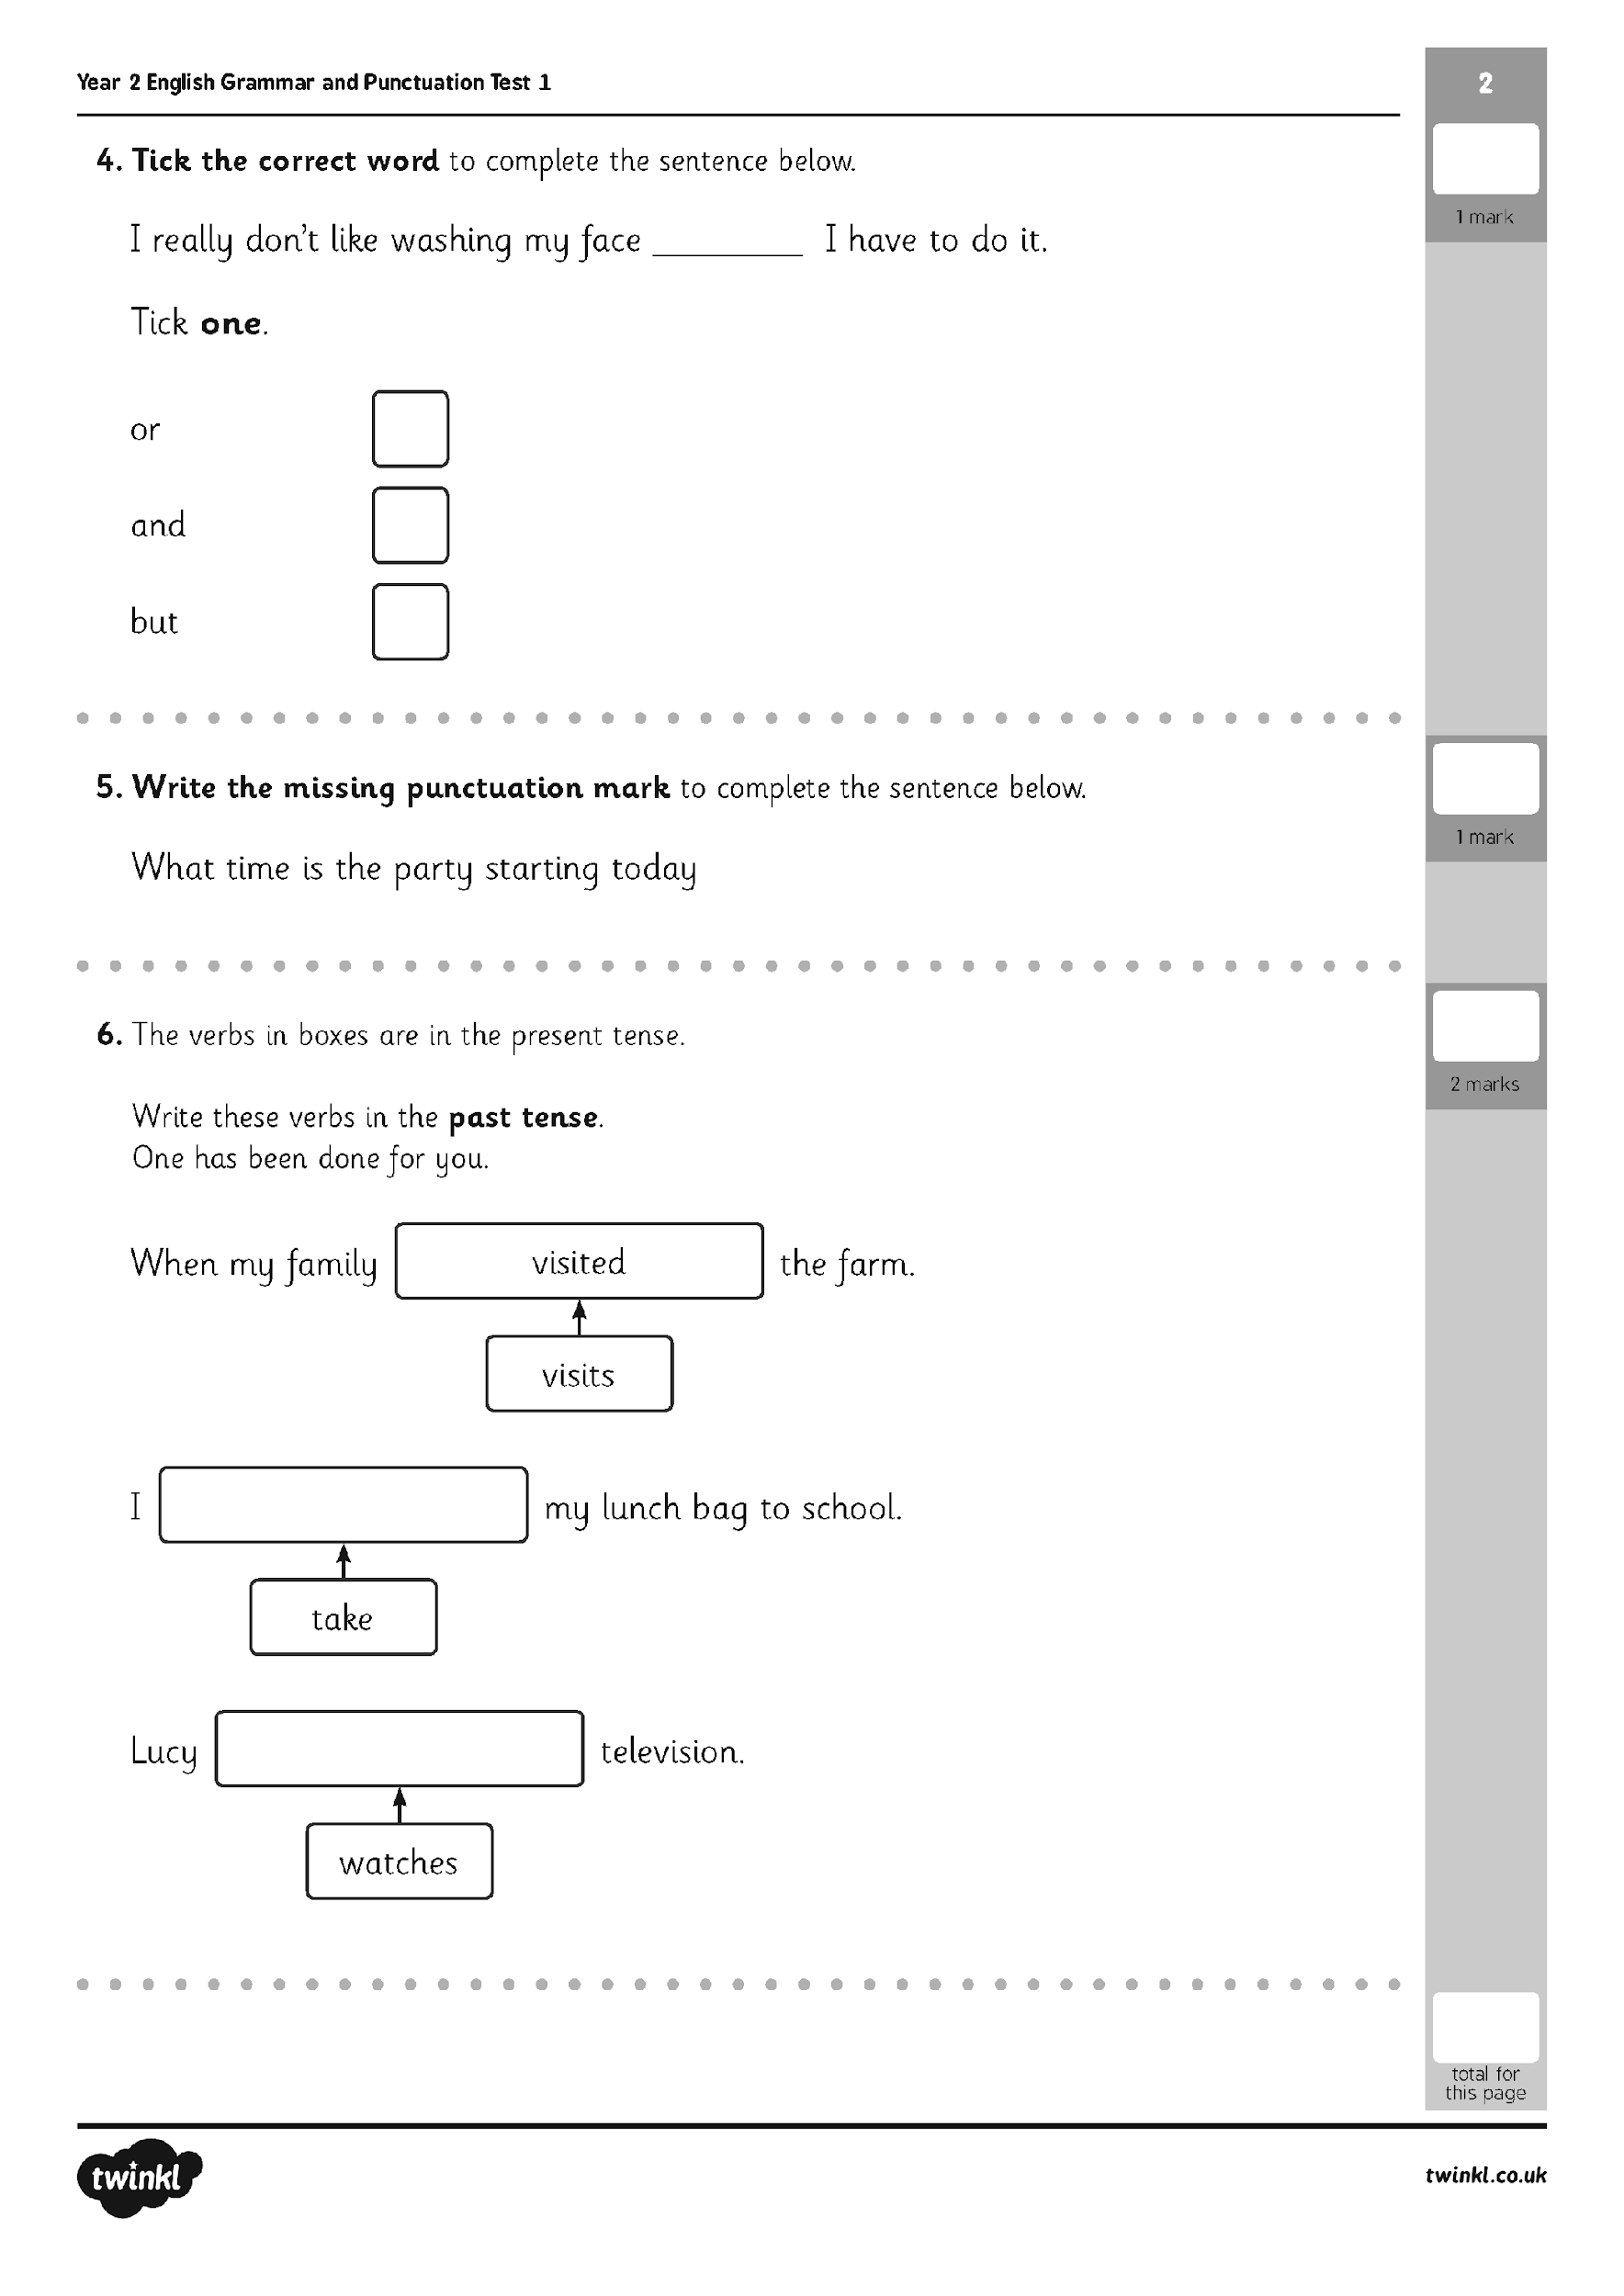 Year 2 English Grammar and Punctuation Test 1
2
4. Tick the correct word to complete the sentence below.
1 mark
I really don’t like washing my face _________ I have to do it.
Tick one.
or
and
but
5. Write the missing punctuation mark to complete the sentence below.
1 mark
What time is the party starting today
6. The verbs in boxes are in the present tense.
2 marks
Write these verbs in the past tense.
One has been done for you.
When my family visited the farm.
visits
I my lunch bag to school.
take
Lucy television.
watches
total for
this page
twinkl
twinkl.co.uk